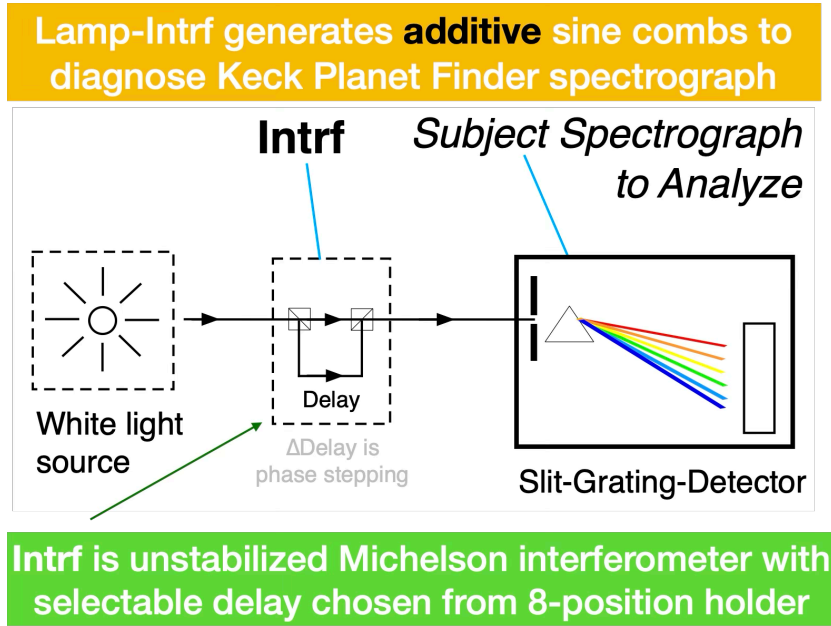 Lamp-Intrf generates additive sine combs to
diagnose Keck Planet Finder spectrograph
Intrf
Subject Spectrograph
to Analyze
Delay
White light
source
ΔDelay is
phase stepping
Slit-Grating-Detector
Intrf is unstabilized Michelson interferometer with
selectable delay chosen from 8-position holder